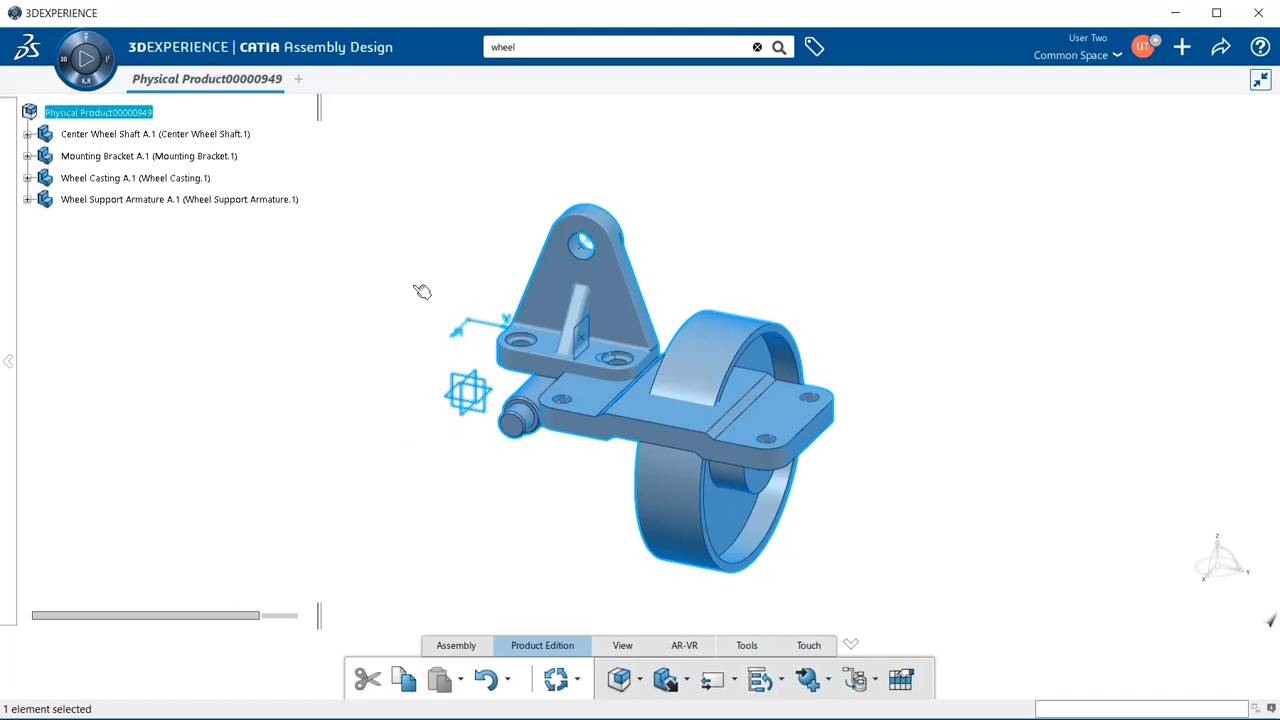 3DEXPERIENCE
3DEXPERIENCE | CATIA Assembly Design
wheel
User Two
Common Space
UT
3D
i²
V.R
Physical Product00000949
Physical Product00000949
Center Wheel Shaft A.1 (Center Wheel Shaft.1)
Mounting Bracket A.1 (Mounting Bracket.1)
Wheel Casting A.1 (Wheel Casting.1)
Wheel Support Armature A.1 (Wheel Support Armature.1)
Z
X
Y
Assembly
Product Edition
View
AR-VR
Tools
Touch
1 element selected